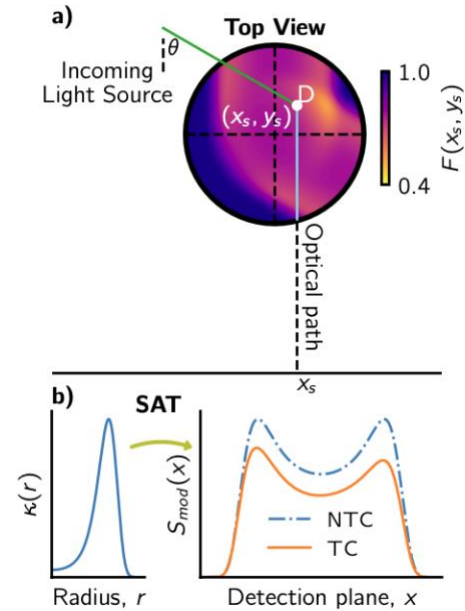 a)
Top View
θ
Incoming
Light Source
D
(x_s, y_s)
1.0
0.4
F(x_s, y_s)
Optical path
x_s
b)
SAT
κ(r)
Radius, r
S_mod(x)
NTC
TC
Detection plane, x